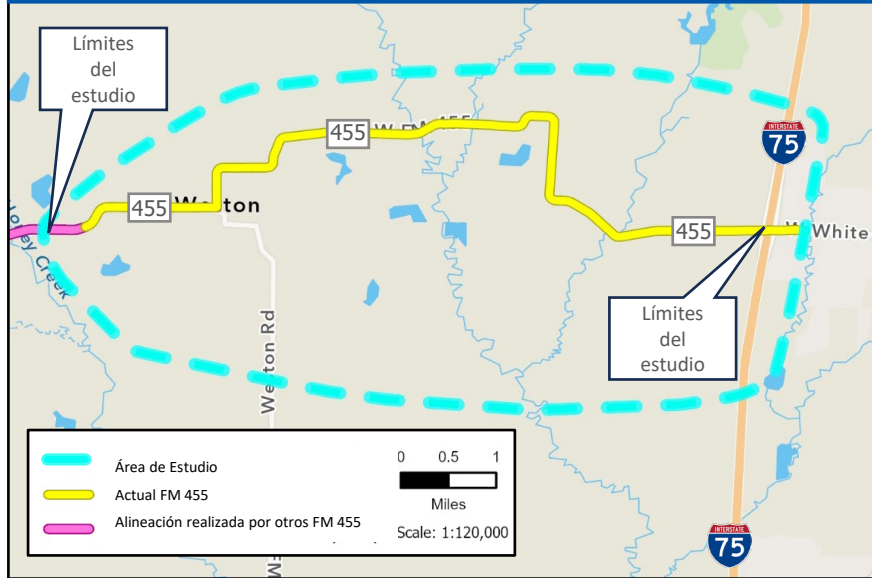 Límites
del
estudio
INTERSTATE
75
455
455
Weston
455
W White
Honey Creek
Límites
del
estudio
Weston Rd
Área de Estudio
Actual FM 455
Alineación realizada por otros FM 455
0 0.5 1
Miles
Scale: 1:120,000
FM
INTERSTATE
75